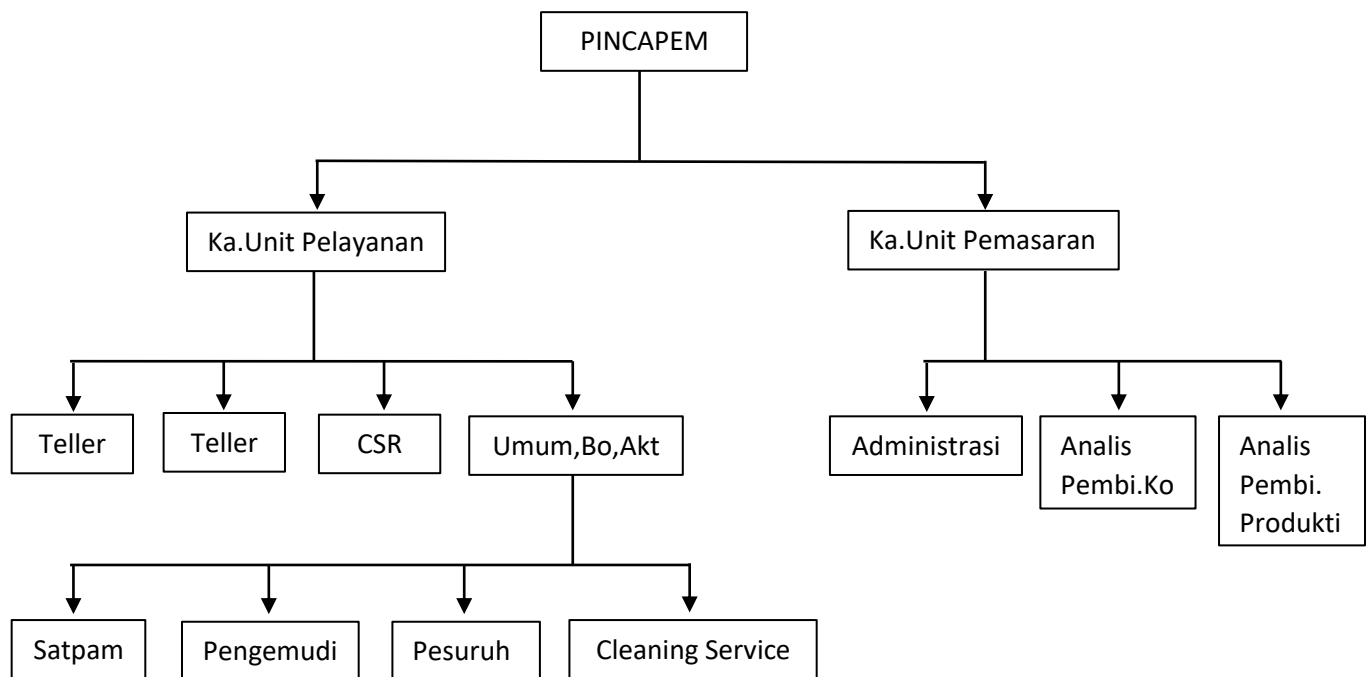 PINCAPEM
Ka.Unit Pelayanan
Ka.Unit Pemasaran
Teller
Teller
CSR
Umum,Bo,Akt
Administrasi
Analis
Pembi.Ko
Analis
Pembi.
Produkti
Satpam
Pengemudi
Pesuruh
Cleaning Service